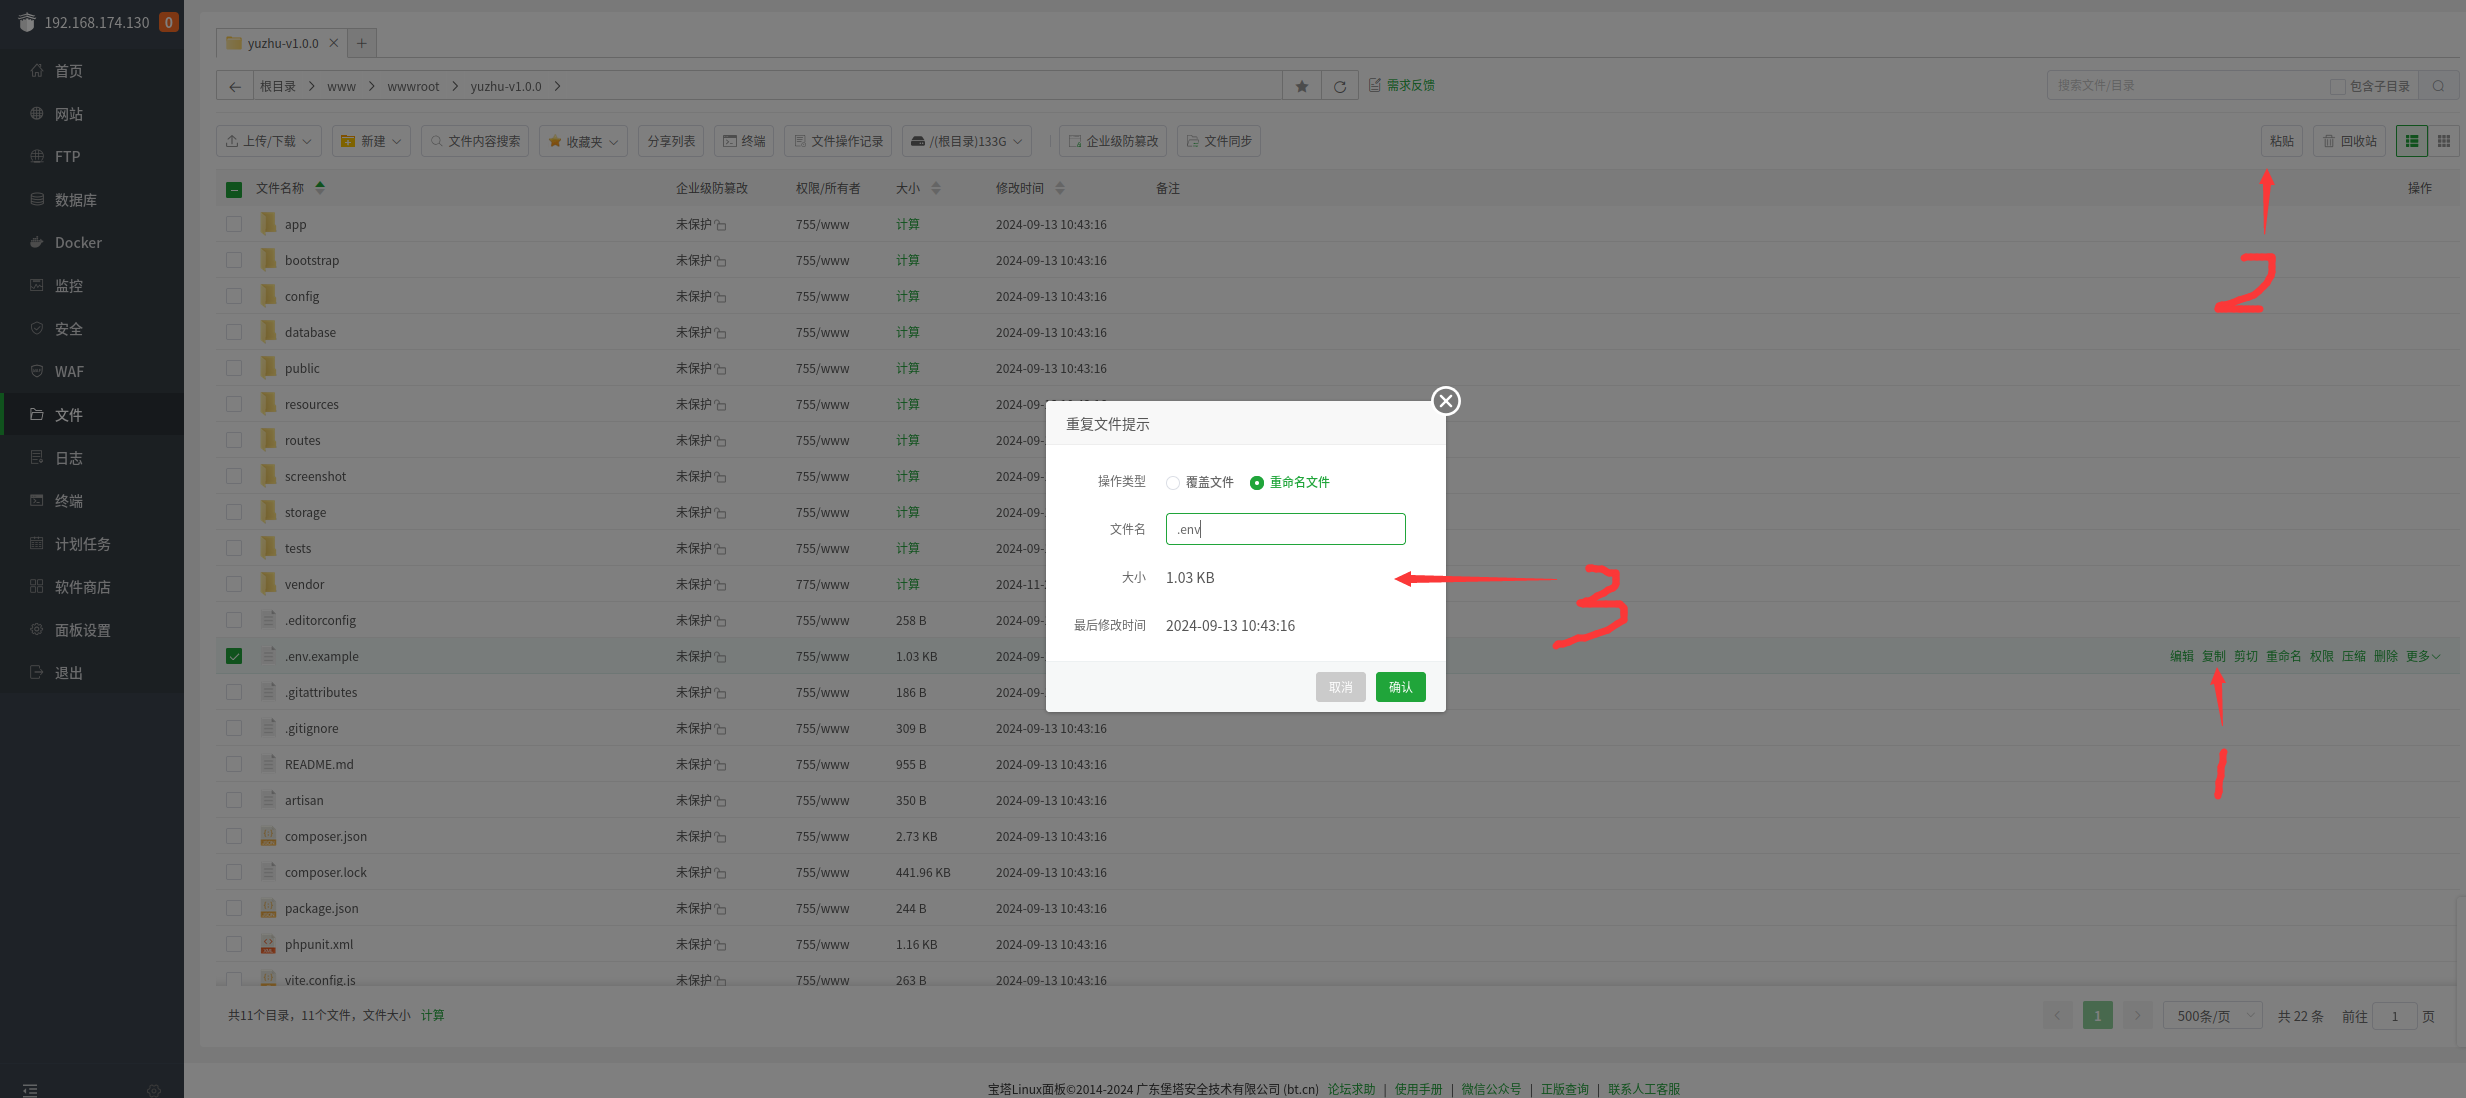 192.168.174.130 0
首页
网站
FTP
数据库
Docker
监控
安全
WAF
文件
日志
终端
计划任务
软件商店
面板设置
退出
yuzhu-v1.0.0
根目录 > www > wwwroot > yuzhu-v1.0.0 >
需求反馈
搜索文件/目录 包含子目录
上传/下载 新建 文件内容搜索 收藏夹 分享列表 终端 文件操作记录 /(根目录)133G 企业级防篡改 文件同步 粘贴 回收站
文件名称 企业级防篡改 权限/所有者 大小 修改时间 备注 操作
app 未保护 755/www 计算 2024-09-13 10:43:16
bootstrap 未保护 755/www 计算 2024-09-13 10:43:16
config 未保护 755/www 计算 2024-09-13 10:43:16
database 未保护 755/www 计算 2024-09-13 10:43:16
public 未保护 755/www 计算 2024-09-13 10:43:16
resources 未保护 755/www 计算 2024-09-
routes 未保护 755/www 计算 2024-09-
screenshot 未保护 755/www 计算 2024-09-
storage 未保护 755/www 计算 2024-09-
tests 未保护 755/www 计算 2024-09-
vendor 未保护 775/www 计算 2024-11-
.editorconfig 未保护 755/www 258 B 2024-09-
.env.example 未保护 755/www 1.03 KB 2024-09- 编辑 复制 剪切 重命名 权限 压缩 删除 更多
.gitattributes 未保护 755/www 186 B 2024-09-
.gitignore 未保护 755/www 309 B 2024-09-13 10:43:16
README.md 未保护 755/www 955 B 2024-09-13 10:43:16
artisan 未保护 755/www 350 B 2024-09-13 10:43:16
composer.json 未保护 755/www 2.73 KB 2024-09-13 10:43:16
composer.lock 未保护 755/www 441.96 KB 2024-09-13 10:43:16
package.json 未保护 755/www 244 B 2024-09-13 10:43:16
phpunit.xml 未保护 755/www 1.16 KB 2024-09-13 10:43:16
vite.config.js 未保护 755/www 263 B 2024-09-13 10:43:16
重复文件提示
操作类型 覆盖文件 重命名文件
文件名 .env
大小 1.03 KB
最后修改时间 2024-09-13 10:43:16
取消 确认
2
3
1
共11个目录，11个文件，文件大小 计算
1 500条/页 共 22 条 前往 1 页
宝塔Linux面板©2014-2024 广东堡塔安全技术有限公司 (bt.cn) 论坛求助 | 使用手册 | 微信公众号 | 正版查询 | 联系人工客服